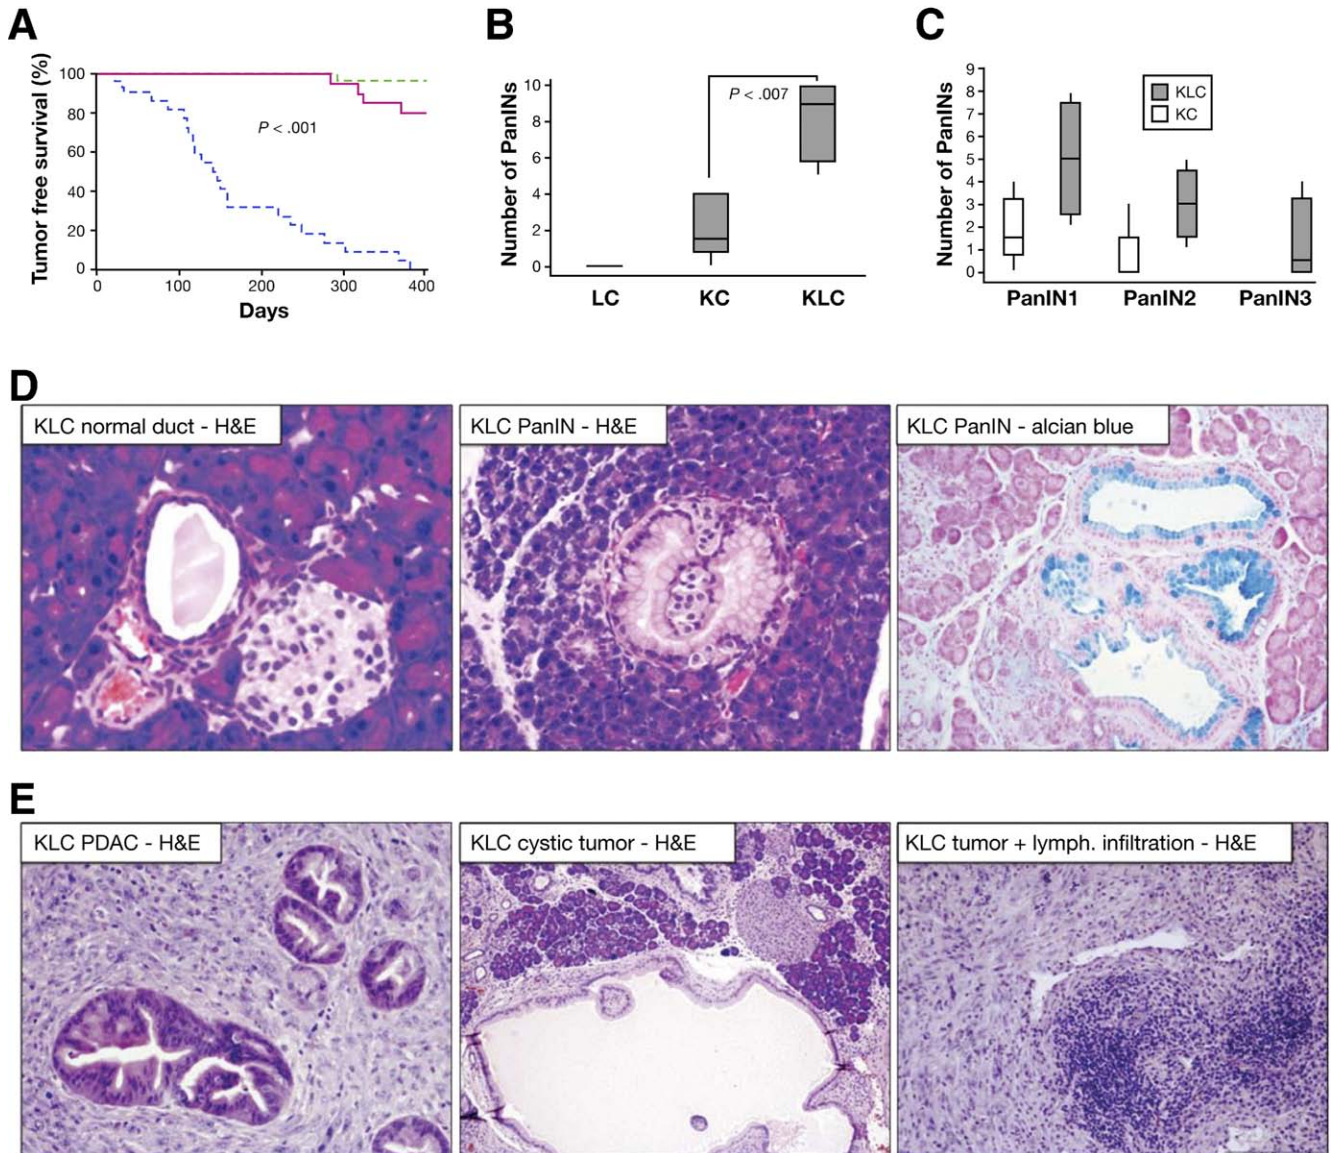 A
B
C
Tumor free survival (%)
100
80
60
40
20
0
P < .001
0 100 200 300 400
Days
Number of PanINs
10
8
6
4
2
0
P < .007
LC KC KLC
Number of PanINs
9
8
7
6
5
4
3
2
1
0
KLC
KC
PanIN1 PanIN2 PanIN3
D
KLC normal duct - H&E
KLC PanIN - H&E
KLC PanIN - alcian blue
E
KLC PDAC - H&E
KLC cystic tumor - H&E
KLC tumor + lymph. infiltration - H&E